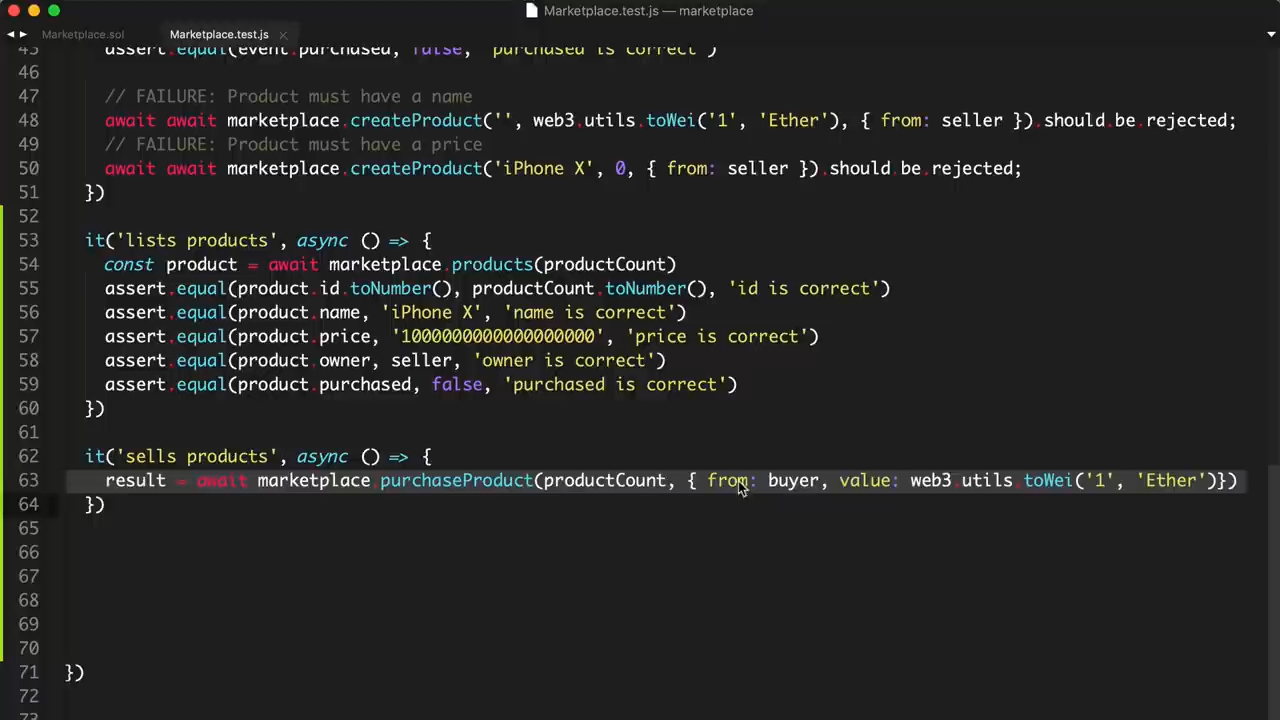 Marketplace.test.js — marketplace
Marketplace.sol
Marketplace.test.js
45 assert.equal(event.purchased, false, 'purchased is correct')
46
47 // FAILURE: Product must have a name
48 await await marketplace.createProduct('', web3.utils.toWei('1', 'Ether'), { from: seller }).should.be.rejected;
49 // FAILURE: Product must have a price
50 await await marketplace.createProduct('iPhone X', 0, { from: seller }).should.be.rejected;
51 })
52
53 it('lists products', async () => {
54 const product = await marketplace.products(productCount)
55 assert.equal(product.id.toNumber(), productCount.toNumber(), 'id is correct')
56 assert.equal(product.name, 'iPhone X', 'name is correct')
57 assert.equal(product.price, '1000000000000000000', 'price is correct')
58 assert.equal(product.owner, seller, 'owner is correct')
59 assert.equal(product.purchased, false, 'purchased is correct')
60 })
61
62 it('sells products', async () => {
63 result = await marketplace.purchaseProduct(productCount, { from: buyer, value: web3.utils.toWei('1', 'Ether')})
64 })
65
66
67
68
69
70
71 })
72
73